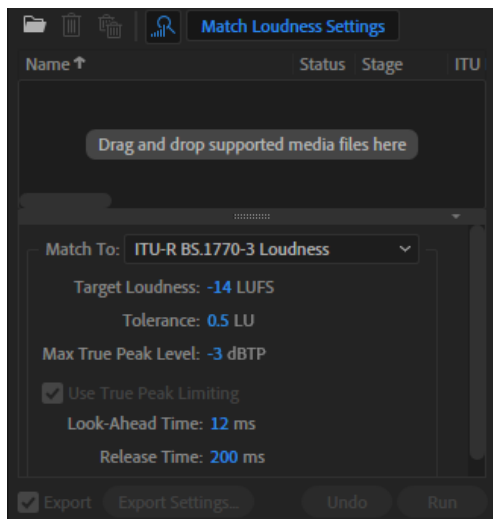 Match Loudness Settings
Name↑ Status Stage ITU
Drag and drop supported media files here
Match To: ITU-R BS.1770-3 Loudness
Target Loudness: -14 LUFS
Tolerance: 0.5 LU
Max True Peak Level: -3 dBTP
Use True Peak Limiting
Look-Ahead Time: 12 ms
Release Time: 200 ms
Export Export Settings... Undo Run